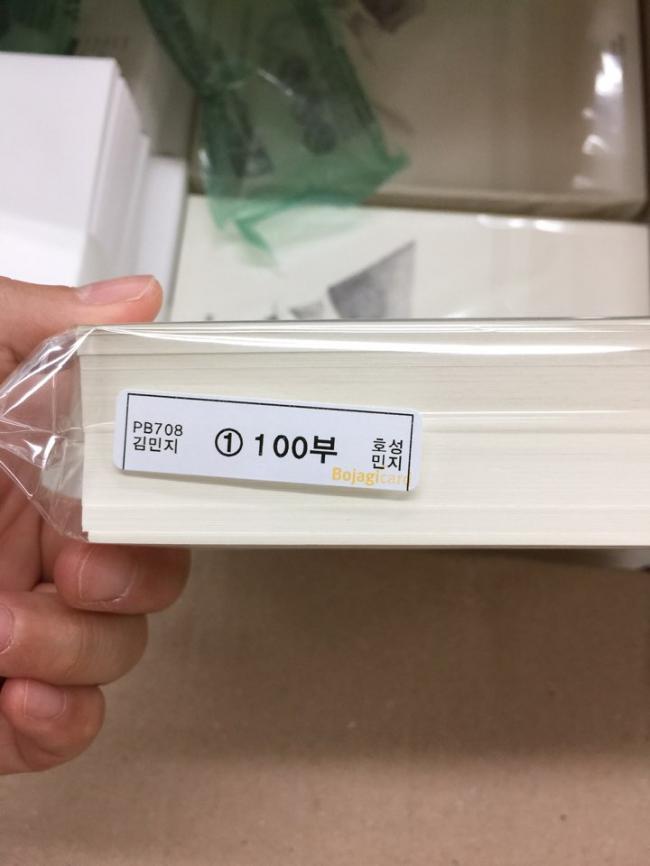 PB708
김민지
① 100부
호성
민지
Bojagicard